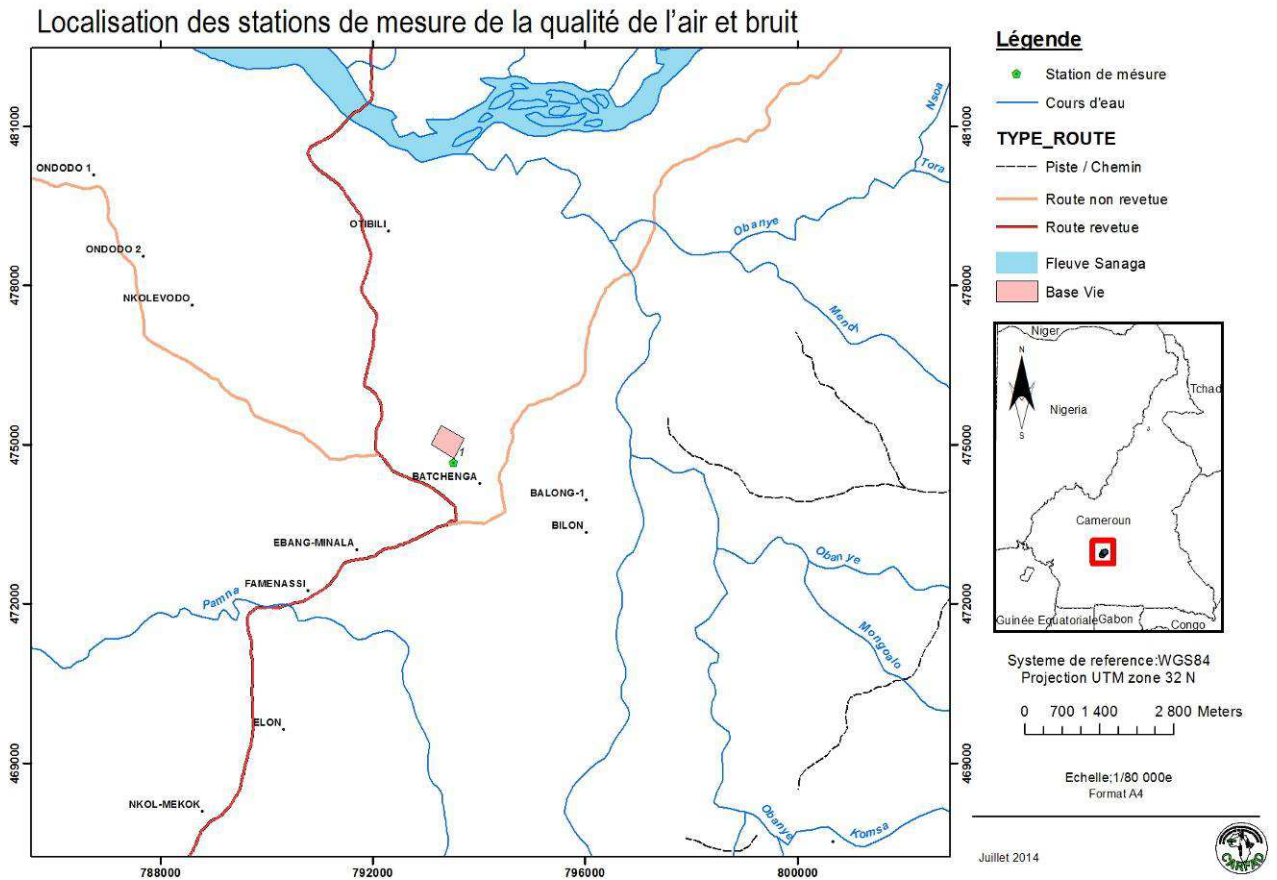 Localisation des stations de mesure de la qualité de l'air et bruit
Légende
Station de mésure
Cours d'eau
TYPE_ROUTE
Piste / Chemin
Route non revetue
Route revetue
Fleuve Sanaga
Base Vie
481000
478000
475000
472000
469000
481000
478000
475000
472000
469000
788000
792000
796000
800000
ONDODO 1
ONDODO 2
NKOLEVODO
OTIBILI
Nsoa
Tora
Obanye
Mend
1
BATCHENGA
BALONG-1
BILON
EBANG-MINALA
FAMENASSI
Pamna
Obanye
Mongoalo
ELON
NKOL-MEKOK
Obanye
Komsa
Niger
N
S
Tchad
Nigeria
Cameroun
Guinée Equatoriale
Gabon
Congo
Systeme de reference:WGS84
Projection UTM zone 32 N
0 700 1 400 2 800 Meters
Echelle:1/80 000e
Format A4
Juillet 2014
CARFAD